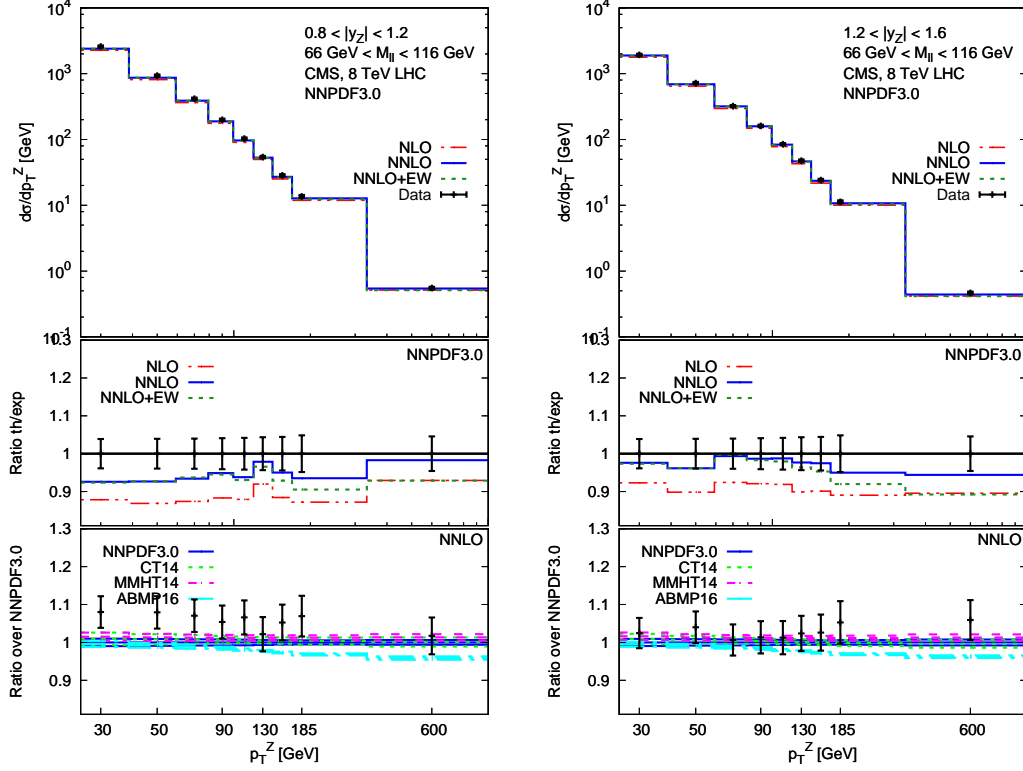 10^4
10^3
10^2
10^1
10^0
10^-1
dσ/dp_T^Z [GeV]
0.8 < |y_Z| < 1.2
66 GeV < M_ll < 116 GeV
CMS, 8 TeV LHC
NNPDF3.0
NLO
NNLO
NNLO+EW
Data
1.3
1.2
1.1
1
0.9
Ratio th/exp
NNPDF3.0
NLO
NNLO
NNLO+EW
1.3
1.2
1.1
1
0.9
Ratio over NNPDF3.0
NNLO
NNPDF3.0
CT14
MMHT14
ABMP16
30 50 90 130 185 600
p_T^Z [GeV]
10^4
10^3
10^2
10^1
10^0
10^-1
dσ/dp_T^Z [GeV]
1.2 < |y_Z| < 1.6
66 GeV < M_ll < 116 GeV
CMS, 8 TeV LHC
NNPDF3.0
NLO
NNLO
NNLO+EW
Data
1.3
1.2
1.1
1
0.9
Ratio th/exp
NNPDF3.0
NLO
NNLO
NNLO+EW
1.3
1.2
1.1
1
0.9
Ratio over NNPDF3.0
NNLO
NNPDF3.0
CT14
MMHT14
ABMP16
30 50 90 130 185 600
p_T^Z [GeV]